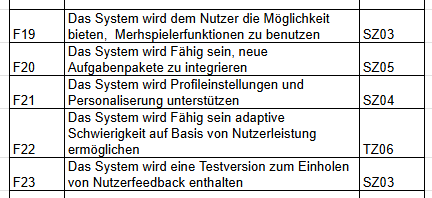 Das System wird dem Nutzer die Möglichkeit
F19 bieten,  Merhspielerfunktionen zu benutzen SZ03
Das System wird Fähig sein, neue
F20 Aufgabenpakete zu integrieren SZ05
Das System wird Profileinstellungen und
F21 Personaliserung unterstützen SZ04
Das System wird Fähig sein adaptive
Schwierigkeit auf Basis von Nutzerleistung
F22 ermöglichen TZ06
Das System wird eine Testversion zum Einholen
F23 von Nutzerfeedback enthalten SZ03